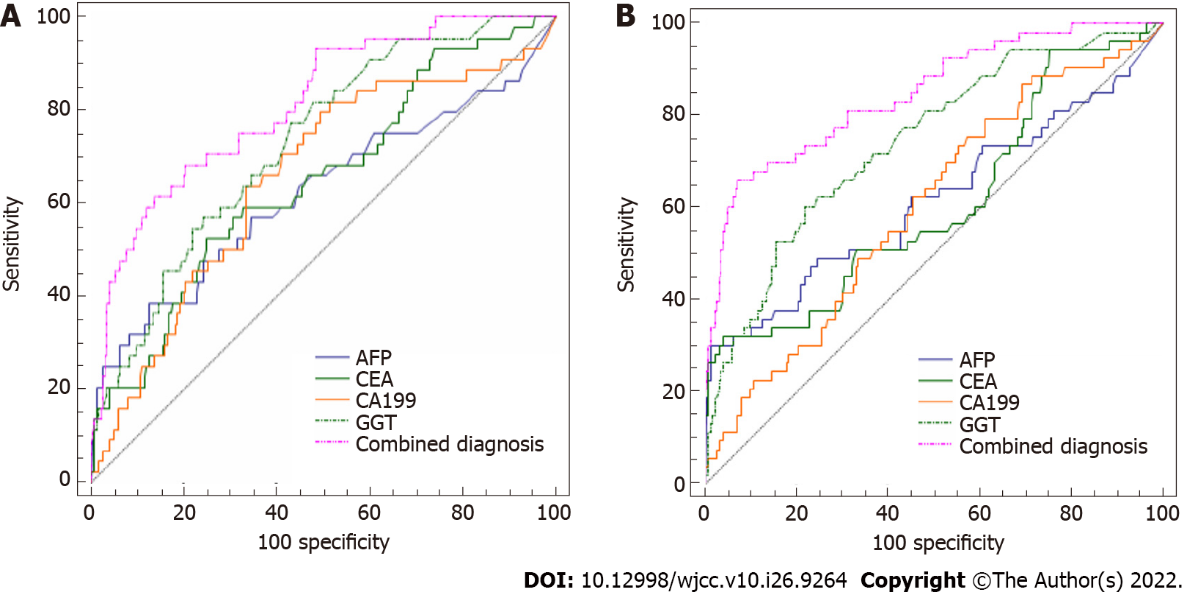 A
100
80
60
40
20
0
Sensitivity
AFP
CEA
CA199
GGT
Combined diagnosis
0 20 40 60 80 100
100 specificity
B
100
80
60
40
20
0
Sensitivity
AFP
CEA
CA199
GGT
Combined diagnosis
0 20 40 60 80 100
100 specificity
DOI: 10.12998/wjcc.v10.i26.9264 Copyright ©The Author(s) 2022.